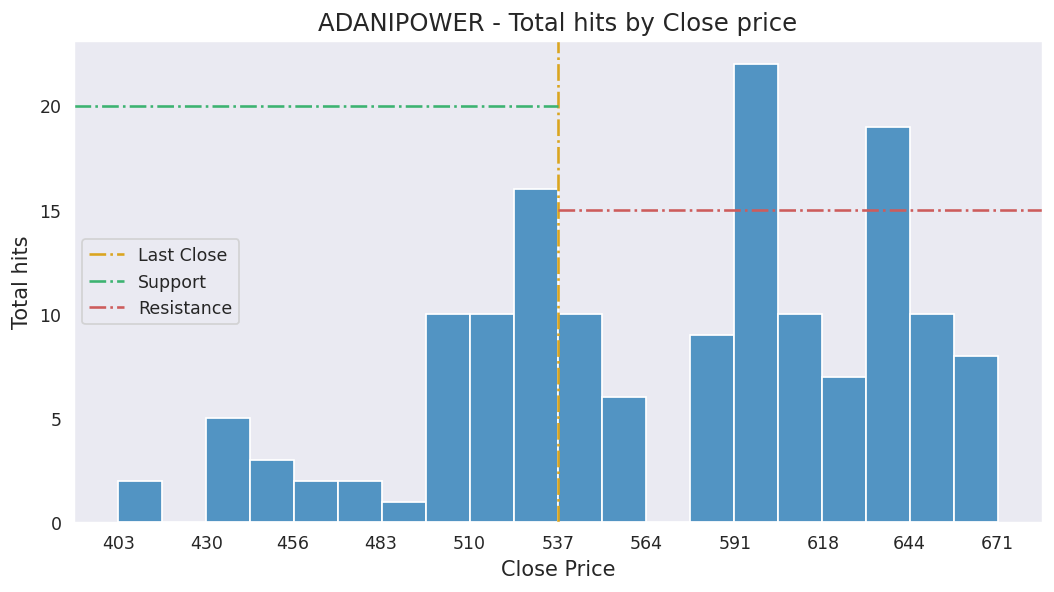 ADANIPOWER - Total hits by Close price
Total hits
20
15
10
5
0
Last Close
Support
Resistance
403 430 456 483 510 537 564 591 618 644 671
Close Price